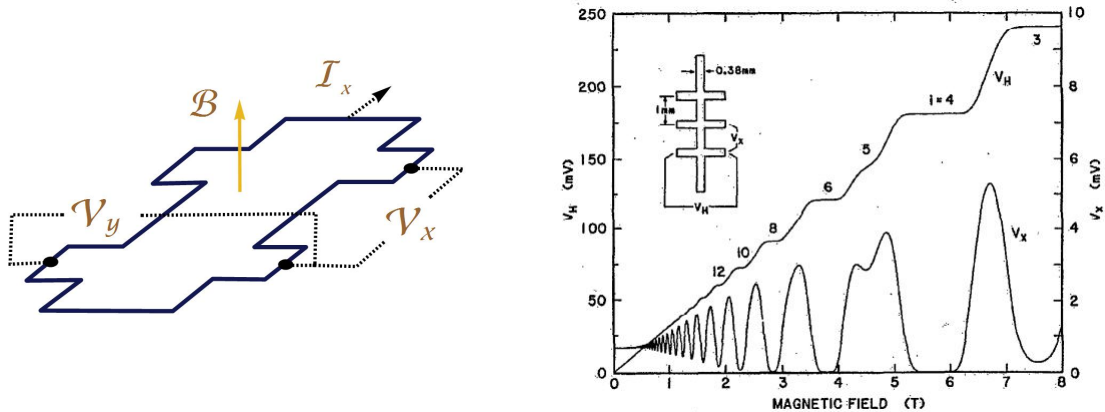 B
I_x
V_y
V_x
V_H (mV)
300
250
200
150
100
50
0
0.38mm
1mm
V_x
V_H
12
10
8
6
5
i=4
3
V_H
V_x
10
8
6
4
2
0
V_x (mV)
0 1 2 3 4 5 6 7 8
MAGNETIC FIELD (T)